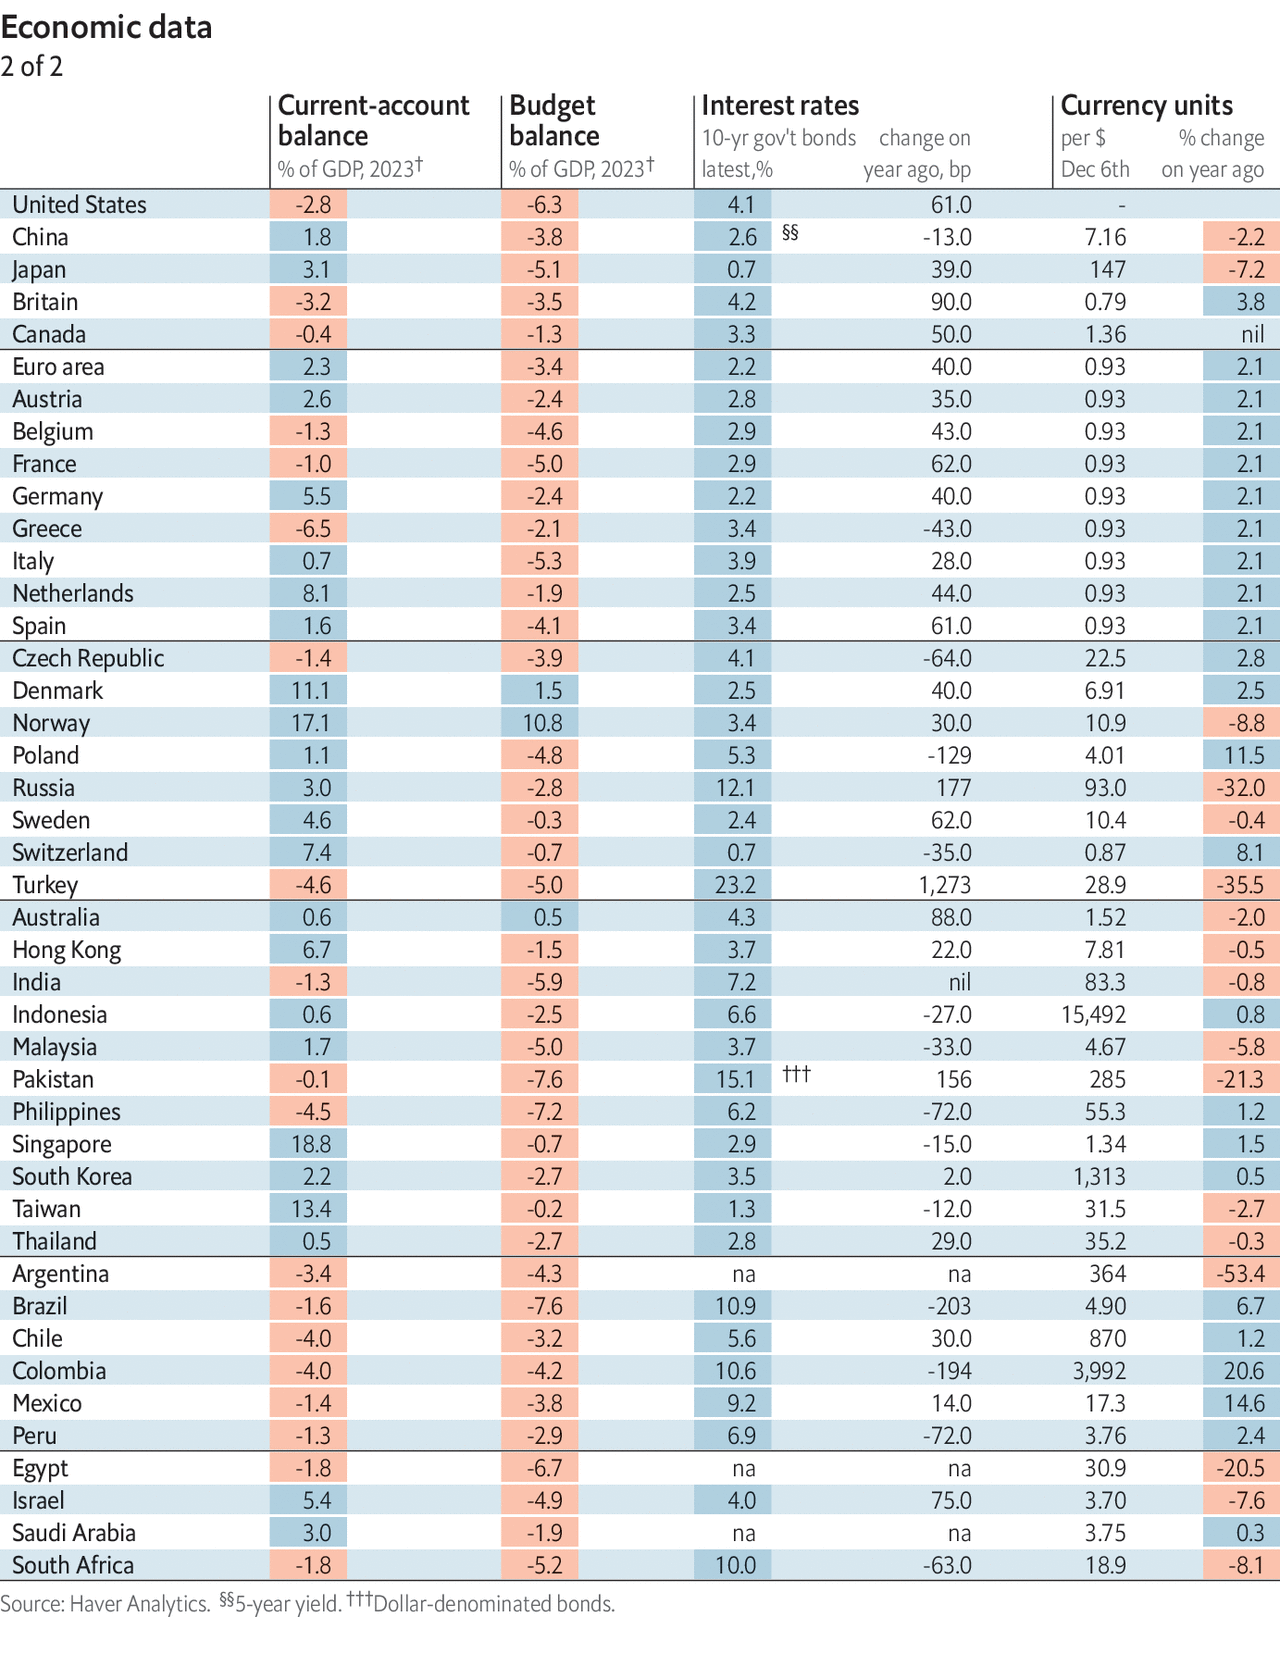 Economic data
2 of 2
Current-account balance % of GDP, 2023† Budget balance % of GDP, 2023† Interest rates 10-yr gov't bonds latest,% change on year ago, bp Currency units per $ Dec 6th % change on year ago
United States -2.8 -6.3 4.1 61.0 -
China 1.8 -3.8 2.6 §§ -13.0 7.16 -2.2
Japan 3.1 -5.1 0.7 39.0 147 -7.2
Britain -3.2 -3.5 4.2 90.0 0.79 3.8
Canada -0.4 -1.3 3.3 50.0 1.36 nil
Euro area 2.3 -3.4 2.2 40.0 0.93 2.1
Austria 2.6 -2.4 2.8 35.0 0.93 2.1
Belgium -1.3 -4.6 2.9 43.0 0.93 2.1
France -1.0 -5.0 2.9 62.0 0.93 2.1
Germany 5.5 -2.4 2.2 40.0 0.93 2.1
Greece -6.5 -2.1 3.4 -43.0 0.93 2.1
Italy 0.7 -5.3 3.9 28.0 0.93 2.1
Netherlands 8.1 -1.9 2.5 44.0 0.93 2.1
Spain 1.6 -4.1 3.4 61.0 0.93 2.1
Czech Republic -1.4 -3.9 4.1 -64.0 22.5 2.8
Denmark 11.1 1.5 2.5 40.0 6.91 2.5
Norway 17.1 10.8 3.4 30.0 10.9 -8.8
Poland 1.1 -4.8 5.3 -129 4.01 11.5
Russia 3.0 -2.8 12.1 177 93.0 -32.0
Sweden 4.6 -0.3 2.4 62.0 10.4 -0.4
Switzerland 7.4 -0.7 0.7 -35.0 0.87 8.1
Turkey -4.6 -5.0 23.2 1,273 28.9 -35.5
Australia 0.6 0.5 4.3 88.0 1.52 -2.0
Hong Kong 6.7 -1.5 3.7 22.0 7.81 -0.5
India -1.3 -5.9 7.2 nil 83.3 -0.8
Indonesia 0.6 -2.5 6.6 -27.0 15,492 0.8
Malaysia 1.7 -5.0 3.7 -33.0 4.67 -5.8
Pakistan -0.1 -7.6 15.1 ††† 156 285 -21.3
Philippines -4.5 -7.2 6.2 -72.0 55.3 1.2
Singapore 18.8 -0.7 2.9 -15.0 1.34 1.5
South Korea 2.2 -2.7 3.5 2.0 1,313 0.5
Taiwan 13.4 -0.2 1.3 -12.0 31.5 -2.7
Thailand 0.5 -2.7 2.8 29.0 35.2 -0.3
Argentina -3.4 -4.3 na na 364 -53.4
Brazil -1.6 -7.6 10.9 -203 4.90 6.7
Chile -4.0 -3.2 5.6 30.0 870 1.2
Colombia -4.0 -4.2 10.6 -194 3,992 20.6
Mexico -1.4 -3.8 9.2 14.0 17.3 14.6
Peru -1.3 -2.9 6.9 -72.0 3.76 2.4
Egypt -1.8 -6.7 na na 30.9 -20.5
Israel 5.4 -4.9 4.0 75.0 3.70 -7.6
Saudi Arabia 3.0 -1.9 na na 3.75 0.3
South Africa -1.8 -5.2 10.0 -63.0 18.9 -8.1
Source: Haver Analytics. §§5-year yield. †††Dollar-denominated bonds.